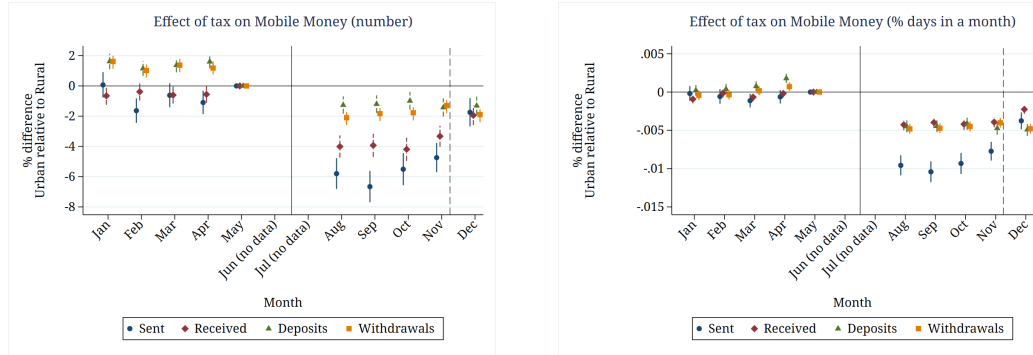 Effect of tax on Mobile Money (number)
% difference
Urban relative to Rural
2
0
-2
-4
-6
-8
Jan
Feb
Mar
Apr
May
Jun (no data)
Jul (no data)
Aug
Sep
Oct
Nov
Dec
Month
Sent Received Deposits Withdrawals
Effect of tax on Mobile Money (% days in a month)
% difference
Urban relative to Rural
.005
0
-.005
-.01
-.015
Jan
Feb
Mar
Apr
May
Jun (no data)
Jul (no data)
Aug
Sep
Oct
Nov
Dec
Month
Sent Received Deposits Withdrawals